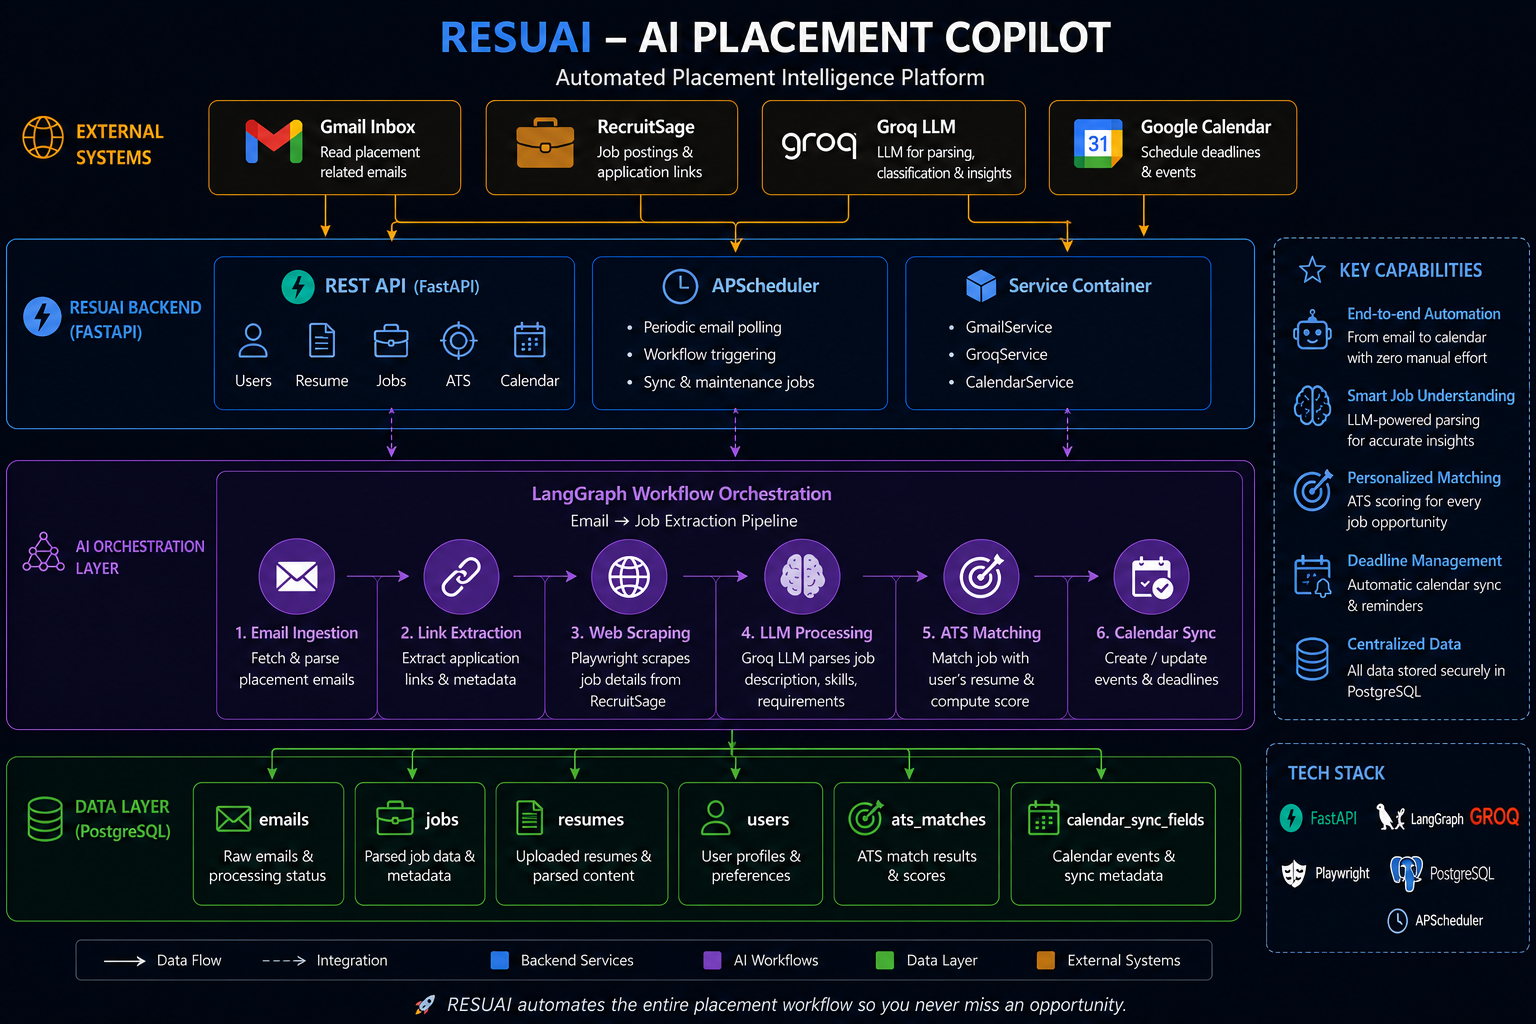 RESUAI – AI PLACEMENT COPILOT
Automated Placement Intelligence Platform
EXTERNAL
SYSTEMS
Gmail Inbox
Read placement
related emails
RecruitSage
Job postings &
application links
groq
Groq LLM
LLM for parsing,
classification & insights
31
Google Calendar
Schedule deadlines
& events
RESUAI BACKEND
(FASTAPI)
REST API (FastAPI)
Users
Resume
Jobs
ATS
Calendar
APScheduler
• Periodic email polling
• Workflow triggering
• Sync & maintenance jobs
Service Container
• GmailService
• GroqService
• CalendarService
AI ORCHESTRATION
LAYER
LangGraph Workflow Orchestration
Email → Job Extraction Pipeline
1. Email Ingestion
Fetch & parse
placement emails
2. Link Extraction
Extract application
links & metadata
3. Web Scraping
Playwright scrapes
job details from
RecruitSage
4. LLM Processing
Groq LLM parses job
description, skills,
requirements
5. ATS Matching
Match job with
user's resume &
compute score
6. Calendar Sync
Create / update
events & deadlines
DATA LAYER
(PostgreSQL)
emails
Raw emails &
processing status
jobs
Parsed job data &
metadata
resumes
Uploaded resumes &
parsed content
users
User profiles &
preferences
ats_matches
ATS match results
& scores
calendar_sync_fields
Calendar events &
sync metadata
KEY CAPABILITIES
End-to-end Automation
From email to calendar
with zero manual effort
Smart Job Understanding
LLM-powered parsing
for accurate insights
Personalized Matching
ATS scoring for every
job opportunity
Deadline Management
Automatic calendar sync
& reminders
Centralized Data
All data stored securely in
PostgreSQL
TECH STACK
FastAPI
LangGraph
GROQ
Playwright
PostgreSQL
APScheduler
Data Flow
Integration
Backend Services
AI Workflows
Data Layer
External Systems
RESUAI automates the entire placement workflow so you never miss an opportunity.